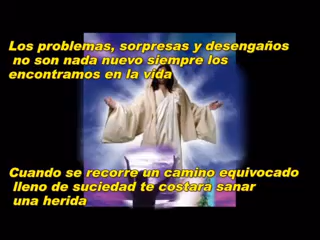 Los problemas, sorpresas y desengaños
no son nada nuevo siempre los
encontramos en la vida
Cuando se recorre un camino equivocado
lleno de suciedad te costara sanar
una herida